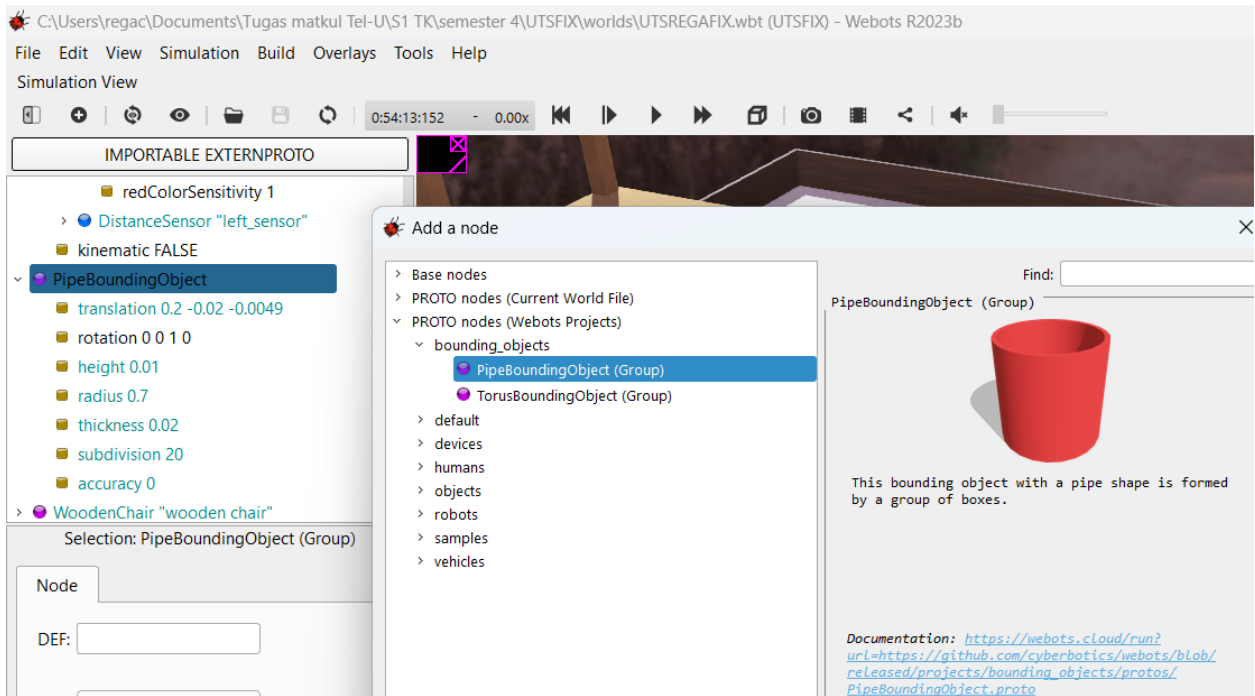 C:\Users\regac\Documents\Tugas matkul Tel-U\S1 TK\semester 4\UTSFIX\worlds\UTSREGAFIX.wbt (UTSFIX) - Webots R2023b
File Edit View Simulation Build Overlays Tools Help
Simulation View
0:54:13:152 - 0.00x
IMPORTABLE EXTERNPROTO
redColorSensitivity 1
DistanceSensor "left_sensor"
kinematic FALSE
PipeBoundingObject
translation 0.2 -0.02 -0.0049
rotation 0 0 1 0
height 0.01
radius 0.7
thickness 0.02
subdivision 20
accuracy 0
WoodenChair "wooden chair"
Selection: PipeBoundingObject (Group)
Node
DEF:
Add a node
Base nodes
PROTO nodes (Current World File)
PROTO nodes (Webots Projects)
bounding_objects
PipeBoundingObject (Group)
TorusBoundingObject (Group)
default
devices
humans
objects
robots
samples
vehicles
Find:
PipeBoundingObject (Group)
This bounding object with a pipe shape is formed
by a group of boxes.
Documentation: https://webots.cloud/run?
url=https://github.com/cyberbotics/webots/blob/
released/projects/bounding_objects/protos/
PipeBoundingObject.proto